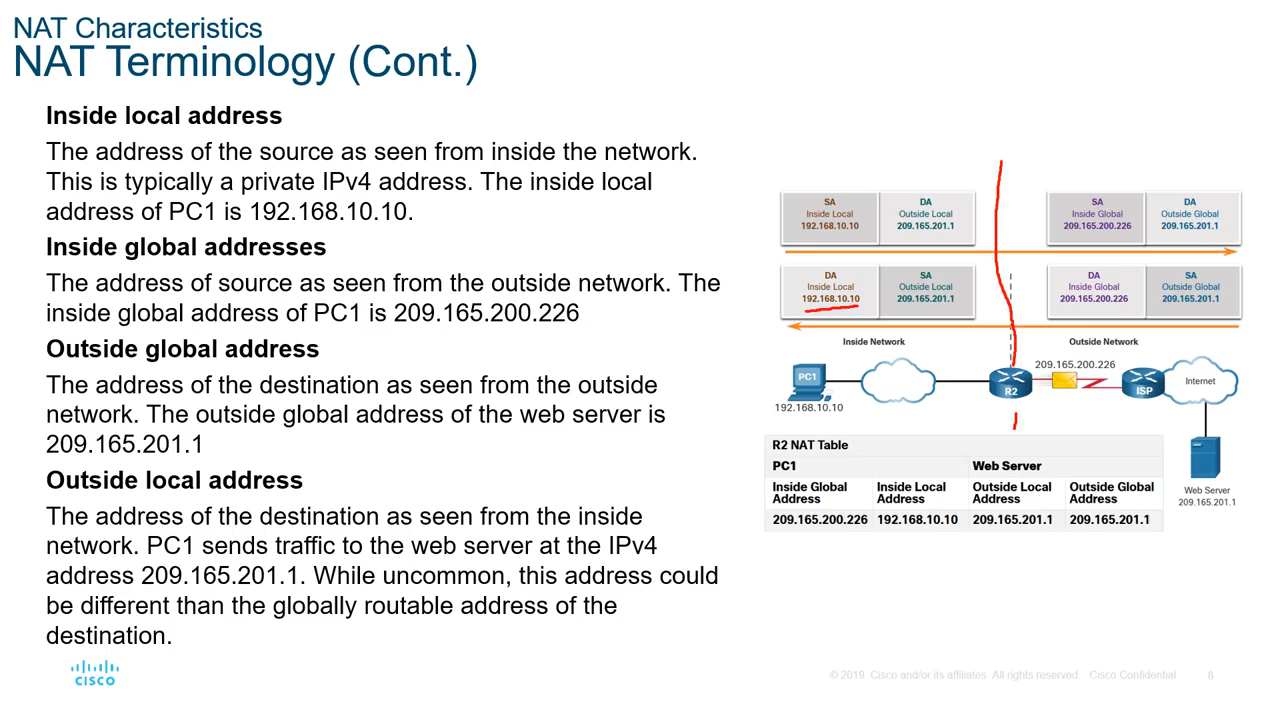 NAT Characteristics
NAT Terminology (Cont.)
Inside local address
The address of the source as seen from inside the network.
This is typically a private IPv4 address. The inside local
address of PC1 is 192.168.10.10.
Inside global addresses
The address of source as seen from the outside network. The
inside global address of PC1 is 209.165.200.226
Outside global address
The address of the destination as seen from the outside
network. The outside global address of the web server is
209.165.201.1
Outside local address
The address of the destination as seen from the inside
network. PC1 sends traffic to the web server at the IPv4
address 209.165.201.1. While uncommon, this address could
be different than the globally routable address of the
destination.
SA DA SA DA
Inside Local Outside Local Inside Global Outside Global
192.168.10.10 209.165.201.1 209.165.200.226 209.165.201.1
DA SA DA SA
Inside Local Outside Local Inside Global Outside Global
192.168.10.10 209.165.201.1 209.165.200.226 209.165.201.1
Inside Network Outside Network
209.165.200.226
PC1 R2 ISP Internet
192.168.10.10
Web Server
209.165.201.1
R2 NAT Table
PC1 Web Server
Inside Global Inside Local Outside Local Outside Global
Address Address Address Address
209.165.200.226 192.168.10.10 209.165.201.1 209.165.201.1
CISCO
© 2019 Cisco and/or its affiliates. All rights reserved. Cisco Confidential 8